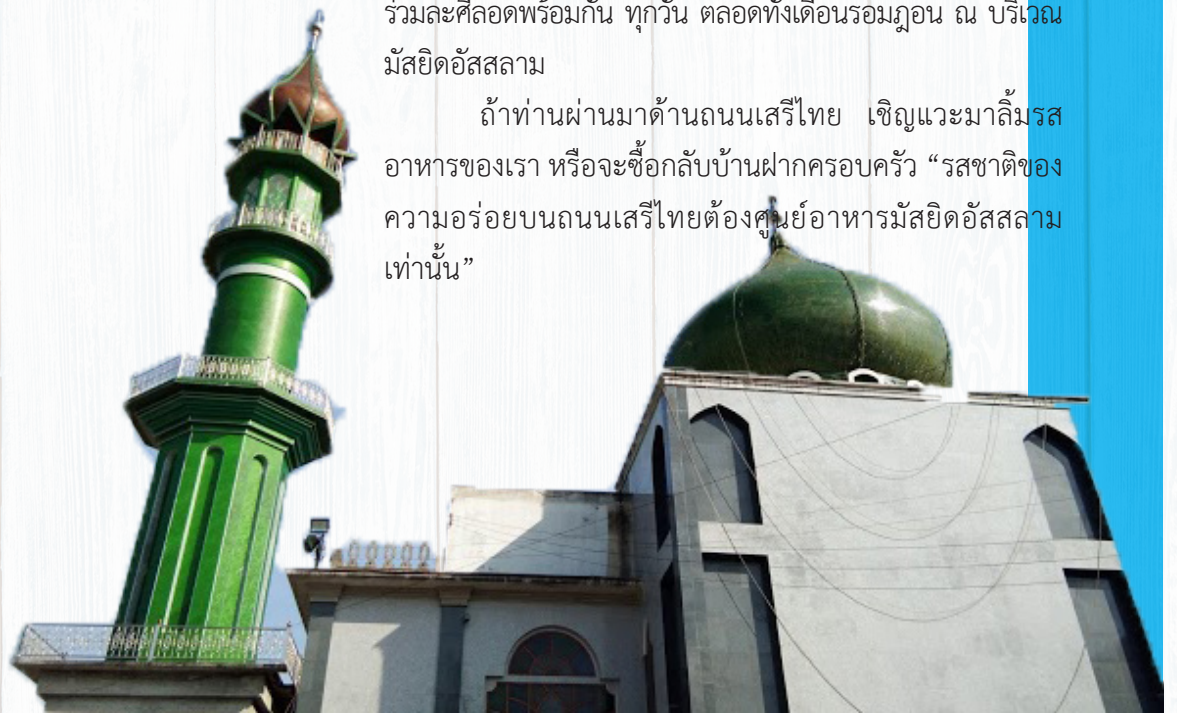 ร่วมละศีลอดพร้อมกัน ทุกวัน ตลอดทั้งเดือนรอมฎอน ณ บริเวณ
มัสยิดอัสสลาม
ถ้าท่านผ่านมาด้านถนนเสรีไทย เชิญแวะมาลิ้มรส
อาหารของเรา หรือจะซื้อกลับบ้านฝากครอบครัว “รสชาติของ
ความอร่อยบนถนนเสรีไทยต้องศูนย์อาหารมัสยิดอัสสลาม
เท่านั้น”